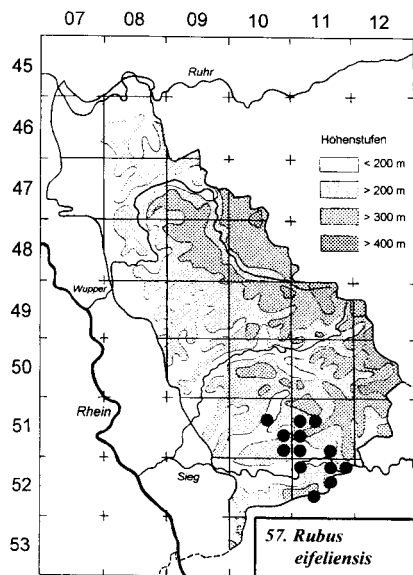 07 08 09 10 11 12
45
Ruhr
46
Höhenstufen
< 200 m
> 200 m
> 300 m
> 400 m
47
48
Wupper
49
50
Rhein
51
Sieg
52
57. Rubus
eifeliensis
53